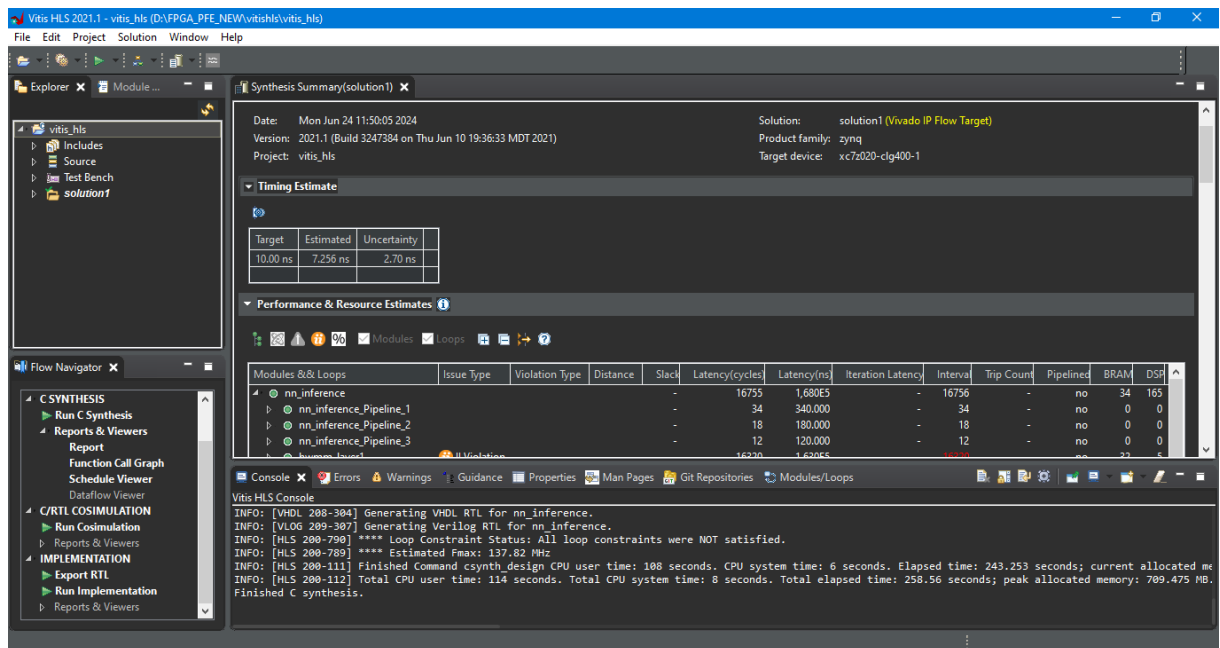 Vitis HLS 2021.1 - vitis_hls (D:\FPGA_PFE_NEW\vitishls\vitis_hls)
File Edit Project Solution Window Help
Explorer Module ...
vitis_hls
Includes
Source
Test Bench
solution1
Flow Navigator
C SYNTHESIS
Run C Synthesis
Reports & Viewers
Report
Function Call Graph
Schedule Viewer
Dataflow Viewer
C/RTL COSIMULATION
Run Cosimulation
Reports & Viewers
IMPLEMENTATION
Export RTL
Run Implementation
Reports & Viewers
Synthesis Summary(solution1)
Date: Mon Jun 24 11:50:05 2024 Solution: solution1 (Vivado IP Flow Target)
Version: 2021.1 (Build 3247384 on Thu Jun 10 19:36:33 MDT 2021) Product family: zynq
Project: vitis_hls Target device: xc7z020-clg400-1
Timing Estimate
Target Estimated Uncertainty
10.00 ns 7.256 ns 2.70 ns
Performance & Resource Estimates
% Modules Loops
Modules && Loops Issue Type Violation Type Distance Slack Latency(cycles) Latency(ns) Iteration Latency Interval Trip Count Pipelined BRAM DSP
nn_inference - 16755 1,680E5 - 16756 - no 34 165
nn_inference_Pipeline_1 - 34 340.000 - 34 - no 0 0
nn_inference_Pipeline_2 - 18 180.000 - 18 - no 0 0
nn_inference_Pipeline_3 - 12 120.000 - 12 - no 0 0
hwmm_layer1 II Violation - 16320 1,630E5 - 16320 - no 32 5
Console Errors Warnings Guidance Properties Man Pages Git Repositories Modules/Loops
Vitis HLS Console
INFO: [VHDL 208-304] Generating VHDL RTL for nn_inference.
INFO: [VLOG 209-307] Generating Verilog RTL for nn_inference.
INFO: [HLS 200-790] **** Loop Constraint Status: All loop constraints were NOT satisfied.
INFO: [HLS 200-789] **** Estimated Fmax: 137.82 MHz
INFO: [HLS 200-111] Finished Command csynth_design CPU user time: 108 seconds. CPU system time: 6 seconds. Elapsed time: 243.253 seconds; current allocated me
INFO: [HLS 200-112] Total CPU user time: 114 seconds. Total CPU system time: 8 seconds. Total elapsed time: 258.56 seconds; peak allocated memory: 709.475 MB.
Finished C synthesis.